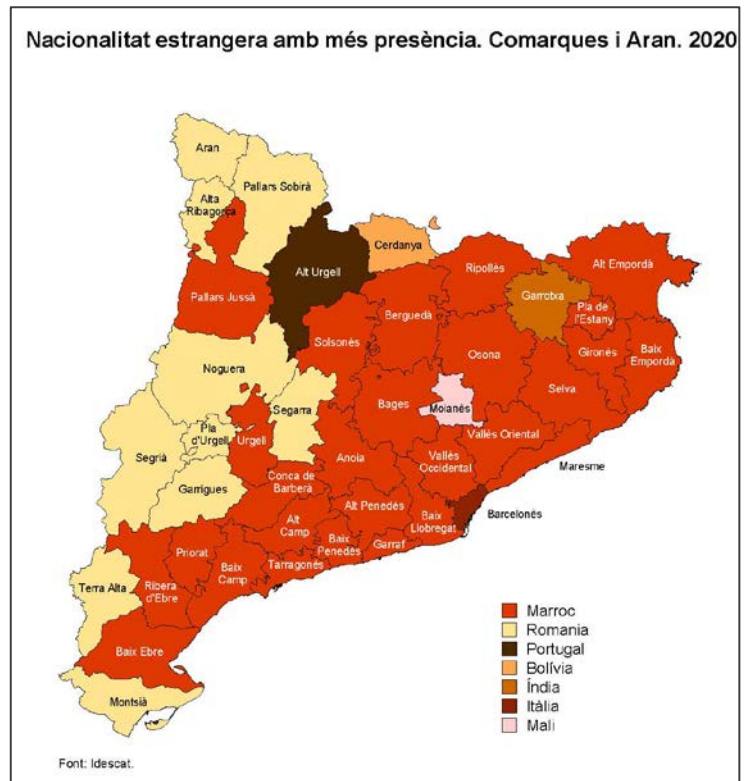 Nacionalitat estrangera amb més presència. Comarques i Aran. 2020
Aran
Pallars Sobirà
Alta
Ribagorça
Cerdanya
Alt Urgell
Ripollès
Alt Empordà
Garrotxa
Pla de
l'Estany
Pallars Jussà
Berguedà
Solsonès
Osona
Gironès
Baix
Empordà
Noguera
Selva
Segarra
Bages
Moianès
Pla
d'Urgell
Urgell
Vallès Oriental
Segrià
Anoia
Vallès
Occidental
Maresme
Conca de
Barberà
Garrigues
Alt Penedès
Barcelonès
Baix
Llobregat
Alt
Camp
Baix
Penedès
Garraf
Priorat
Baix
Camp
Tarragonès
Terra Alta
Ribera
d'Ebre
Baix Ebre
Montsià
Marroc
Romania
Portugal
Bolívia
Índia
Itàlia
Mali
Font: Idescat.